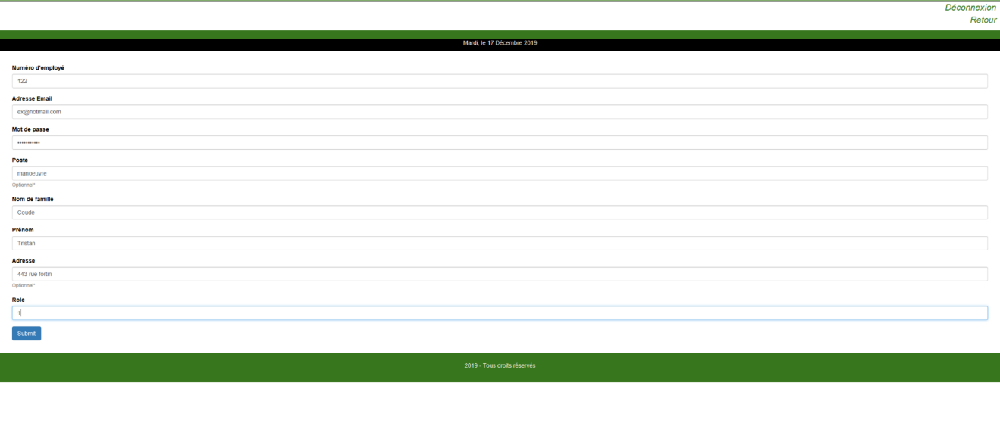 Déconnexion
Retour
Mardi, le 17 Décembre 2019
Numéro d'employé
122
Adresse Email
ex@hotmail.com
Mot de passe
•••••••••••
Poste
manoeuvre
Optionnel*
Nom de famille
Coudé
Prénom
Tristan
Adresse
443 rue fortin
Optionnel*
Role
1
Submit
2019 - Tous droits réservés